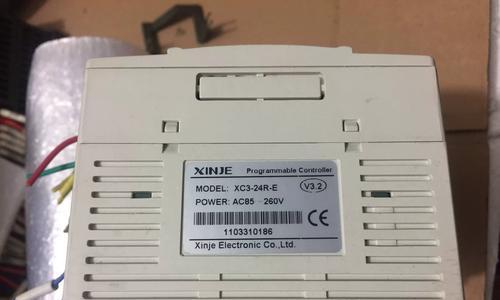 XINJE Programmable Controller
MODEL: XC3-24R-E V3.2
POWER: AC85~260V
CE
1103310186
Xinje Electronic Co.,Ltd.